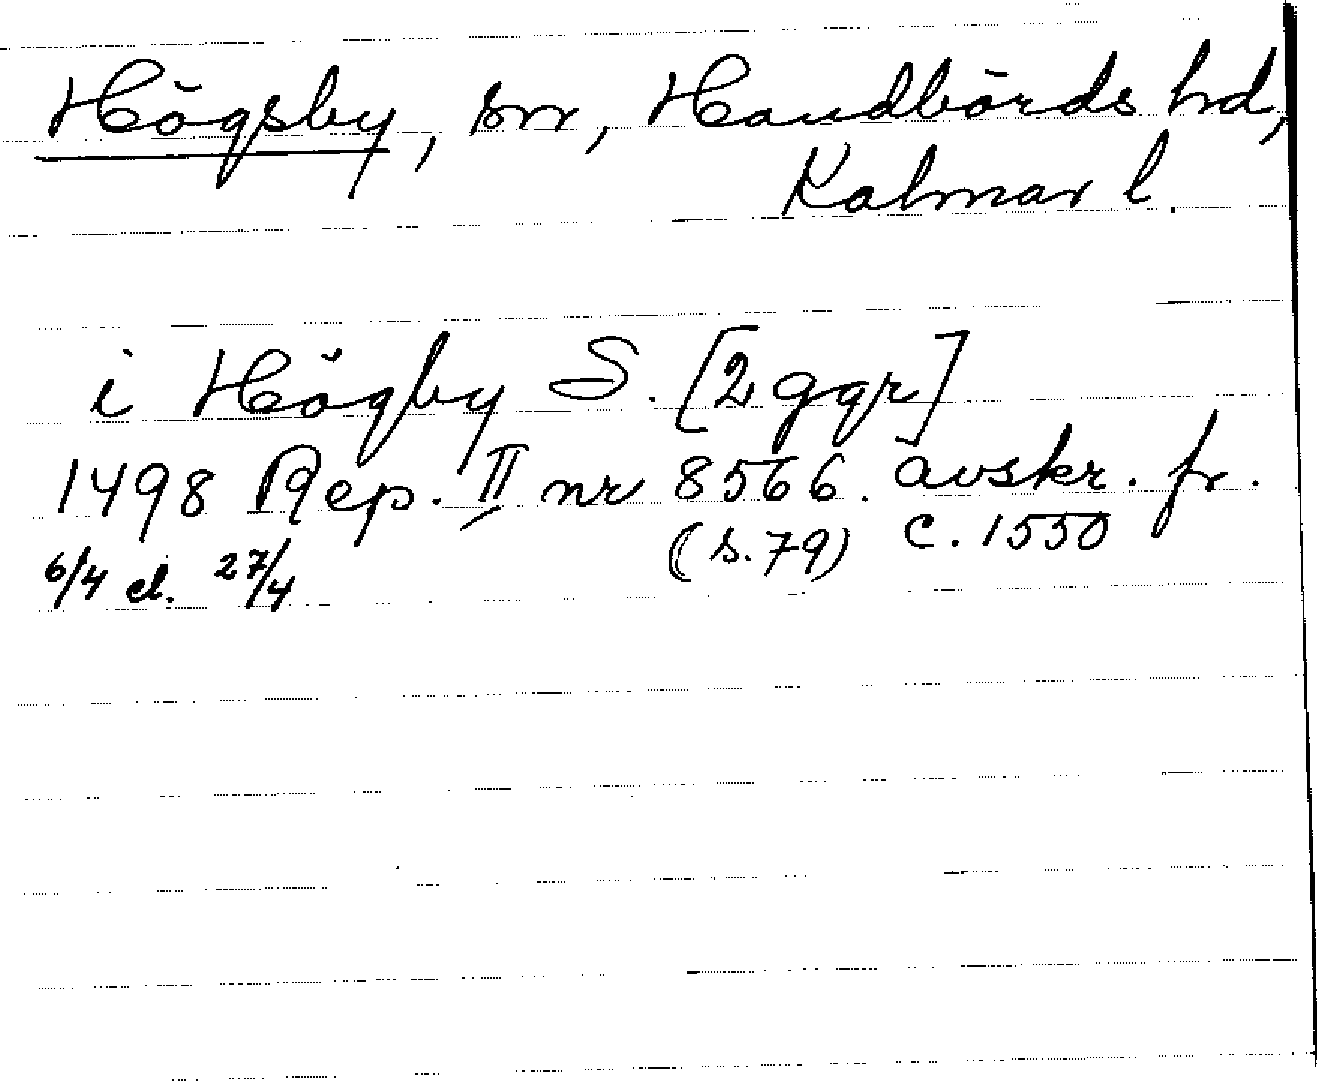 Högsby, sn, Handbörds hd,
Kalmar l.
i Högby S. [2 ggr]
1498 Rep. II nr 8566. avskr. fr.
6/4 el. 27/4 (s. 79) c. 1550